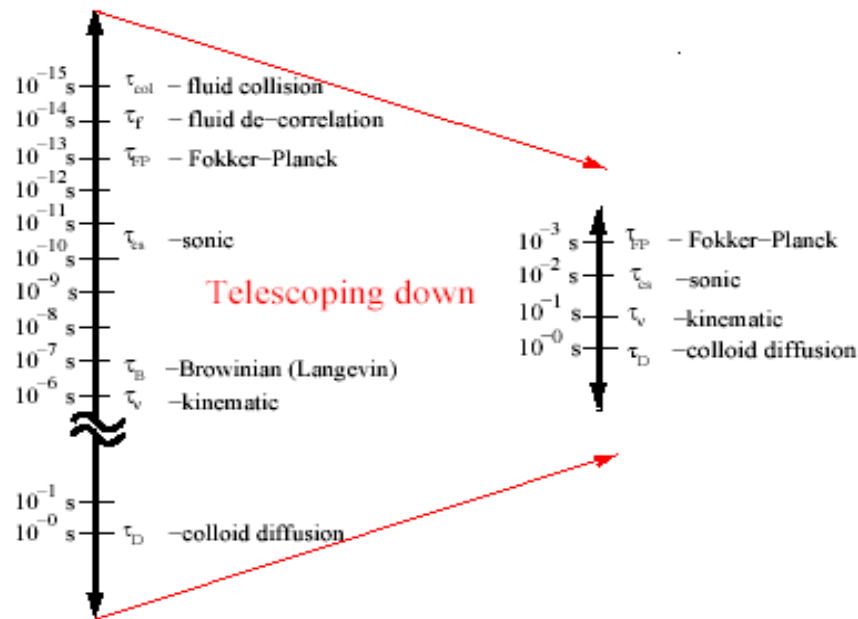 10⁻¹⁵ s τcol – fluid collision
10⁻¹⁴ s τf – fluid de−correlation
10⁻¹³ s τFP – Fokker−Planck
10⁻¹² s
10⁻¹¹ s
τcs –sonic
10⁻¹⁰ s
10⁻⁹ s
Telescoping down
10⁻⁸ s
10⁻⁷ s
τB –Browinian (Langevin)
10⁻⁶ s τν –kinematic
10⁻¹ s
10⁻⁰ s τD –colloid diffusion
10⁻³ s τFP – Fokker−Planck
10⁻² s τcs –sonic
10⁻¹ s τν –kinematic
10⁻⁰ s τD –colloid diffusion